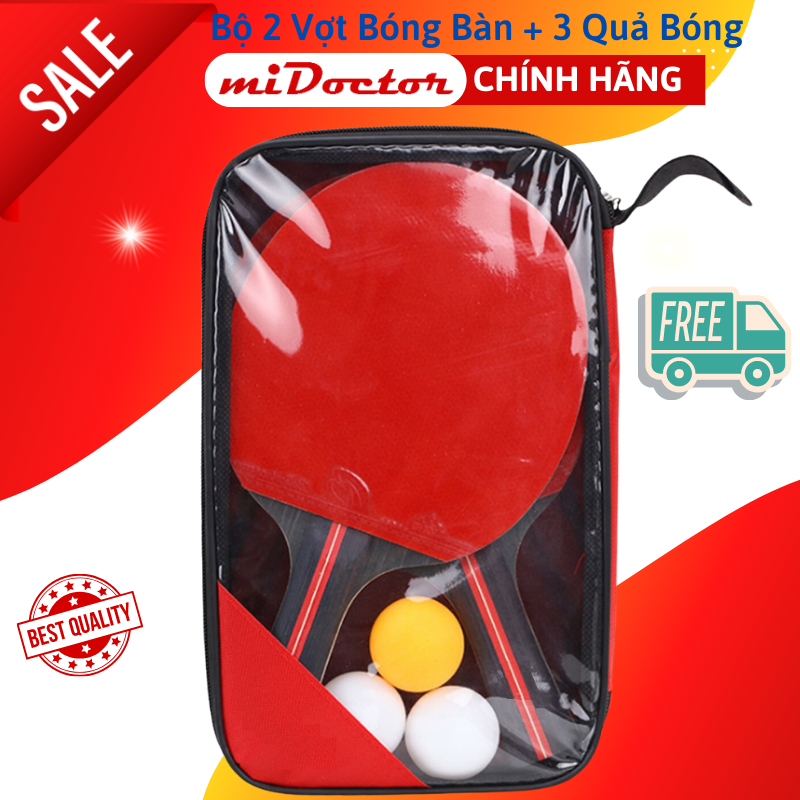 SALE
Bộ 2 Vợt Bóng Bàn + 3 Quả Bóng
miDoctor CHÍNH HÃNG
FREE
BEST QUALITY